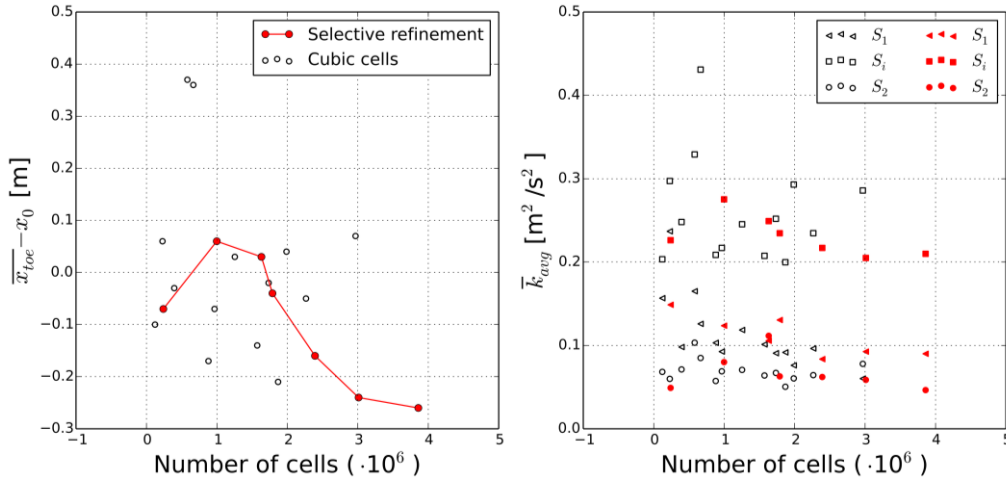 0.5
0.4
0.3
0.2
0.1
0.0
−0.1
−0.2
−0.3
−1 0 1 2 3 4 5
Number of cells ( ·10⁶
x̅_toe − x₀ [m]
Selective refinement
Cubic cells
0.5
0.4
0.3
0.2
0.1
0.0
−1 0 1 2 3 4 5
Number of cells ( ·10⁶
k̅_avg [m² /s² ]
S₁ S₁
Sᵢ Sᵢ
S₂ S₂